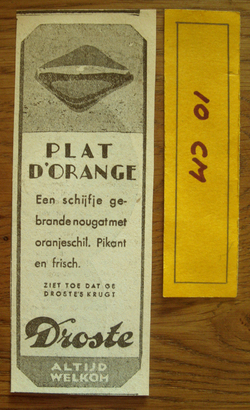 PLAT
D'ORANGE
Een schijfje ge-
brande nougat met
oranjeschil. Pikant
en frisch.
ZIET TOE DAT GE
DROSTE'S KRIJGT
Droste
ALTIJD
WELKOM
10 CM